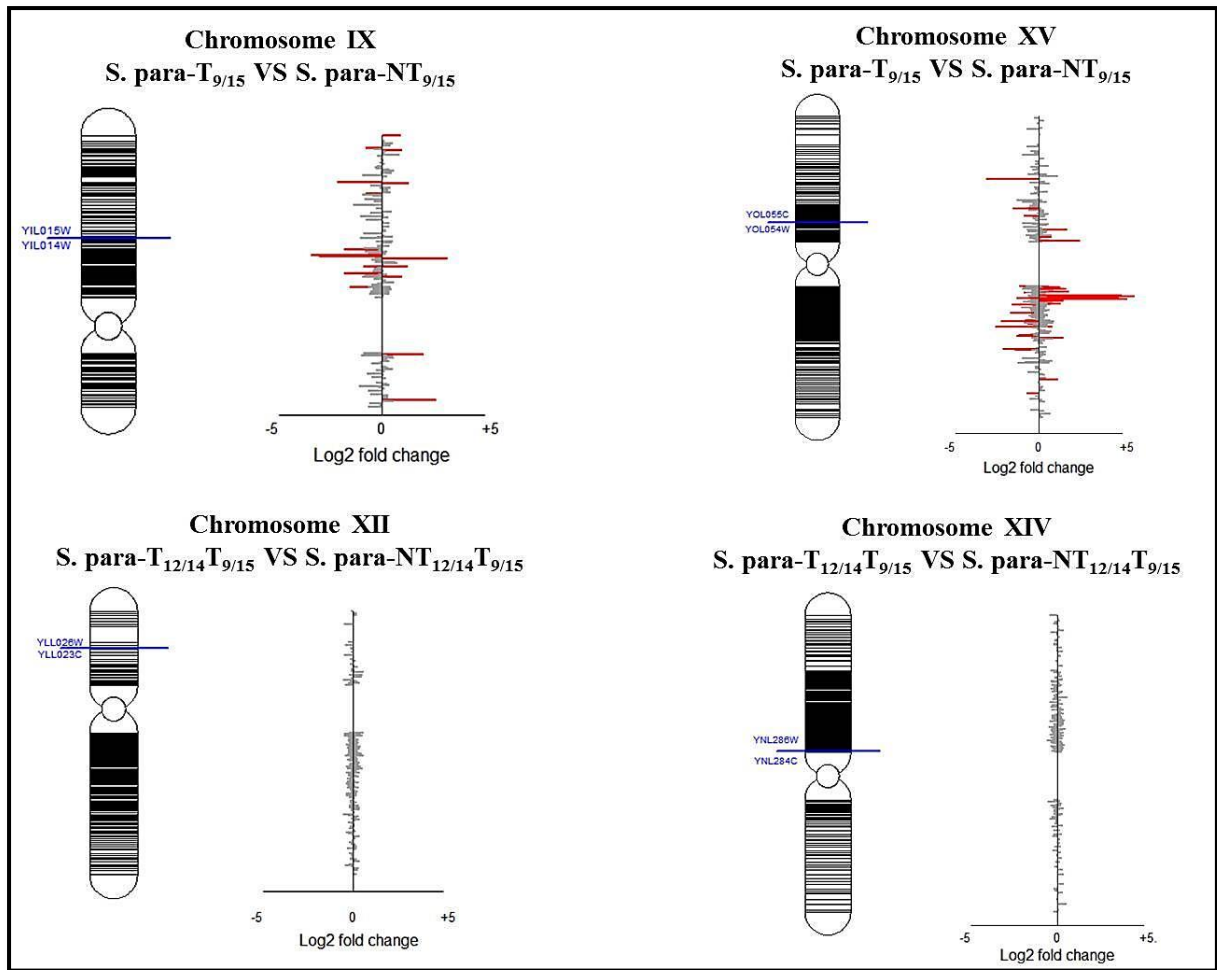 Chromosome IX
S. para-T9/15 VS S. para-NT9/15
YIL015W
YIL014W
-5 0 +5
Log2 fold change
Chromosome XV
S. para-T9/15 VS S. para-NT9/15
YOL055C
YOL054W
-5 0 +5
Log2 fold change
Chromosome XII
S. para-T12/14T9/15 VS S. para-NT12/14T9/15
YLL026W
YLL023C
-5 0 +5
Log2 fold change
Chromosome XIV
S. para-T12/14T9/15 VS S. para-NT12/14T9/15
YNL286W
YNL284C
-5 0 +5.
Log2 fold change